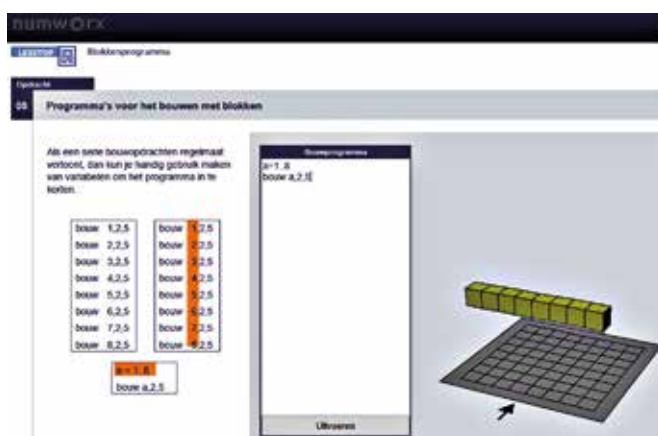 numworx
LESSTOF Blokkenprogramma
Opdracht
08 Programma's voor het bouwen met blokken
Als een serie bouwopdrachten regelmaat
vertoont, dan kun je handig gebruik maken
van variabelen om het programma in te
korten.
bouw 1,2,5
bouw 2,2,5
bouw 3,2,5
bouw 4,2,5
bouw 5,2,5
bouw 6,2,5
bouw 7,2,5
bouw 8,2,5
bouw 1,2,5
bouw 2,2,5
bouw 3,2,5
bouw 4,2,5
bouw 5,2,5
bouw 6,2,5
bouw 7,2,5
bouw 8,2,5
a = 1..8
bouw a,2,5
Bouwprogramma
a=1..8
bouw a,2,5
Uitvoeren